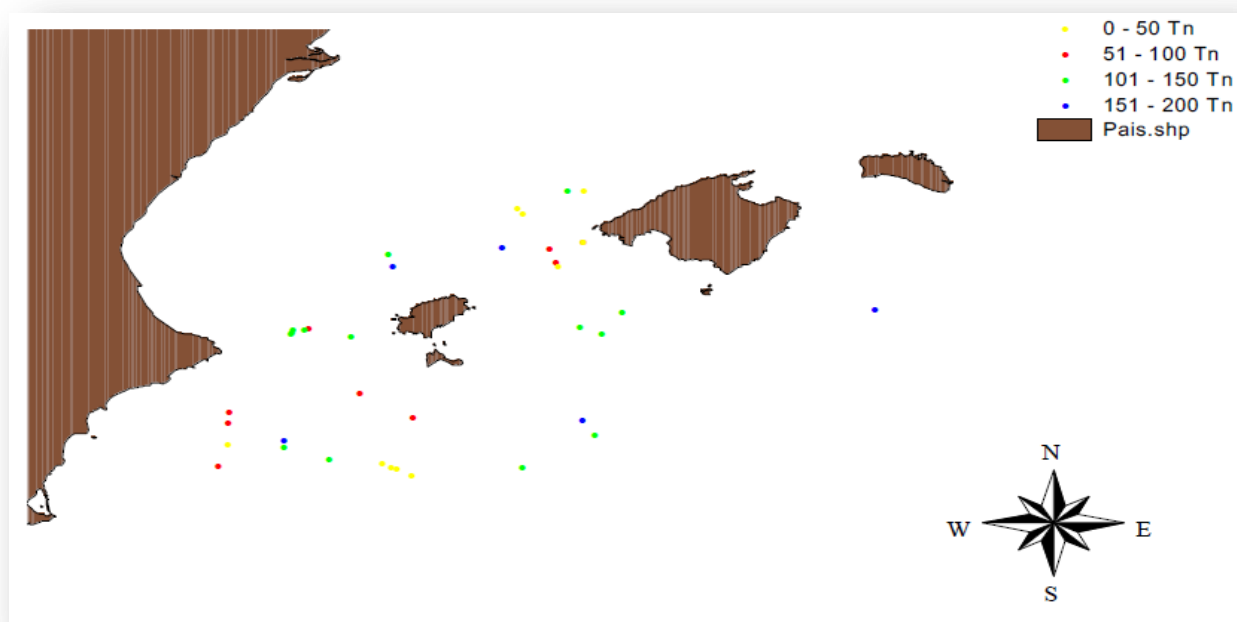 0 - 50 Tn
51 - 100 Tn
101 - 150 Tn
151 - 200 Tn
Pais.shp
N
W E
S